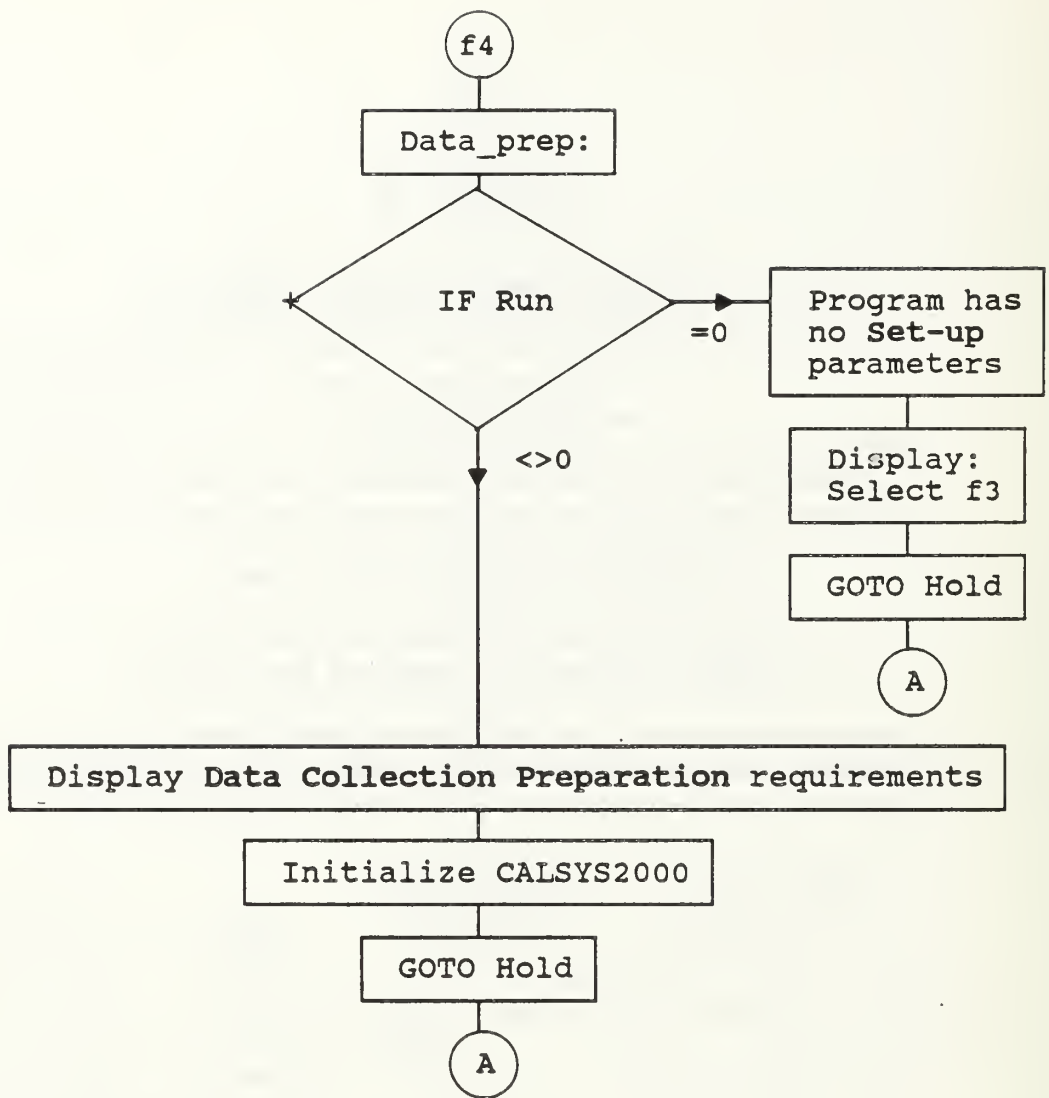 f4
Data_prep:
IF Run
=0
Program has
no Set-up
parameters
<>0
Display:
Select f3
GOTO Hold
A
Display Data Collection Preparation requirements
Initialize CALSYS2000
GOTO Hold
A